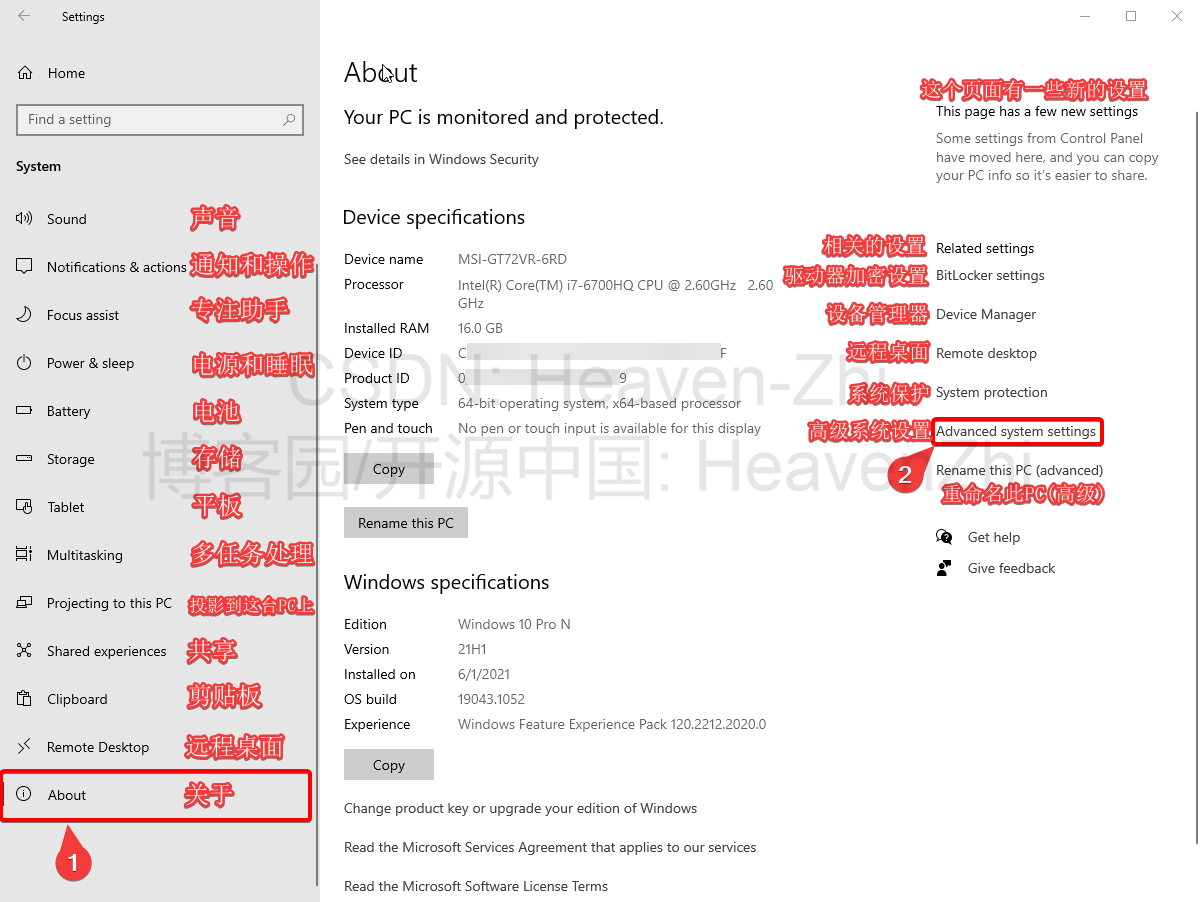 Settings
Home
Find a setting
System
Sound 声音
Notifications & actions 通知和操作
Focus assist 专注助手
Power & sleep 电源和睡眠
Battery 电池
Storage 存储
Tablet 平板
Multitasking 多任务处理
Projecting to this PC 投影到这台PC上
Shared experiences 共享
Clipboard 剪贴板
Remote Desktop 远程桌面
About 关于
1
About
Your PC is monitored and protected.
See details in Windows Security
Device specifications
Device name MSI-GT72VR-6RD
Processor Intel(R) Core(TM) i7-6700HQ CPU @ 2.60GHz 2.60
GHz
Installed RAM 16.0 GB
Device ID C F
Product ID 0 9
System type 64-bit operating system, x64-based processor
Pen and touch No pen or touch input is available for this display
Copy
Rename this PC
Windows specifications
Edition Windows 10 Pro N
Version 21H1
Installed on 6/1/2021
OS build 19043.1052
Experience Windows Feature Experience Pack 120.2212.2020.0
Copy
Change product key or upgrade your edition of Windows
Read the Microsoft Services Agreement that applies to our services
Read the Microsoft Software License Terms
这个页面有一些新的设置
This page has a few new settings
Some settings from Control Panel
have moved here, and you can copy
your PC info so it's easier to share.
相关的设置 Related settings
驱动器加密设置 BitLocker settings
设备管理器 Device Manager
远程桌面 Remote desktop
系统保护 System protection
高级系统设置 Advanced system settings
2
Rename this PC (advanced)
重命名此PC(高级)
Get help
Give feedback
CSDN: Heaven-Zhi
博客园/开源中国: HeavenZhi